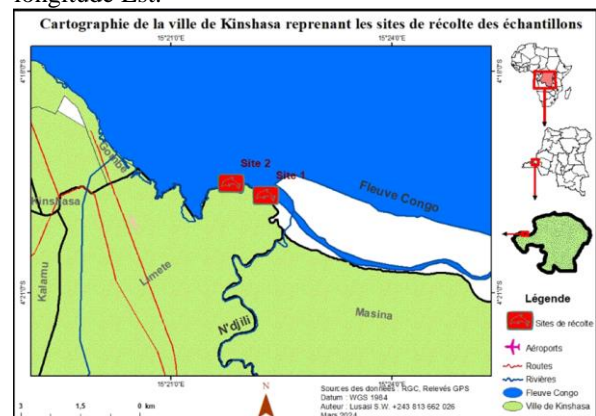 longitude Est.
Cartographie de la ville de Kinshasa reprenant les sites de récolte des échantillons
15°21'0"E 15°24'0"E
4°18'0"S 4°18'0"S
Gombe
Site 2
Site 1
Fleuve Congo
Kinshasa
Limete
Kalamu
4°21'0"S 4°21'0"S
N'djili
Masina
Légende
Sites de récolte
Aéroports
Routes
Rivières
Fleuve Congo
Ville de Kinshasa
15°21'0"E 15°24'0"E
3 1,5 0 km
N
Sources des données : RGC, Relevés GPS
Datum : WGS 1984
Auteur : Lusasi S.W. +243 813 662 026
Mars 2024